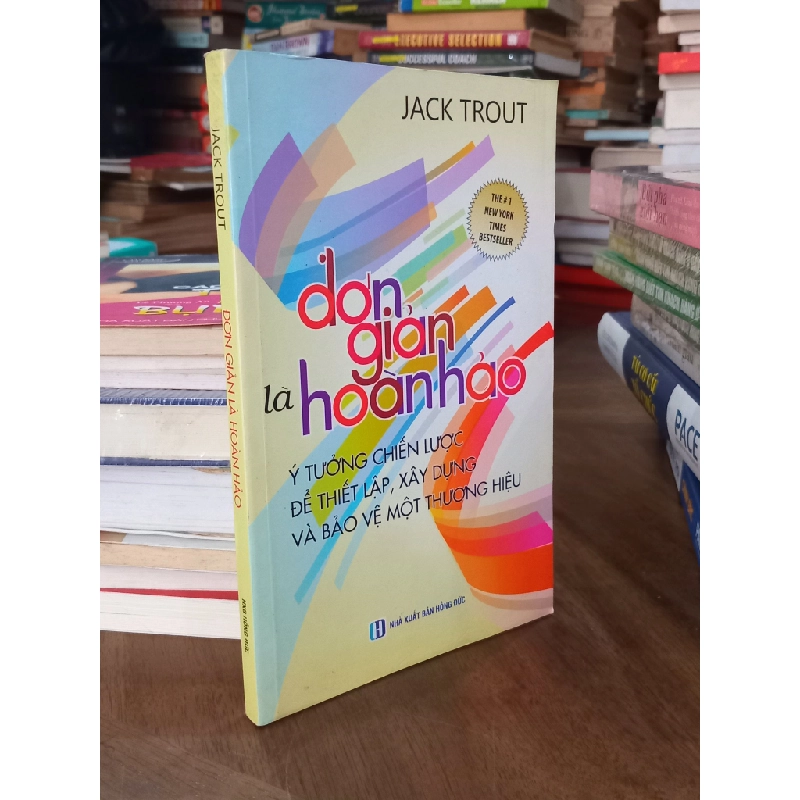 JACK TROUT
THE # 1
NEW YORK
TIMES
BESTSELLER
đơn
giản
là hoàn hảo
Ý TƯỞNG CHIẾN LƯỢC
ĐỂ THIẾT LẬP, XÂY DỰNG
VÀ BẢO VỆ MỘT THƯƠNG HIỆU
NHÀ XUẤT BẢN HỒNG ĐỨC
JACK TROUT
ĐƠN GIẢN LÀ HOÀN HẢO
EXECUTIVE SELECTION
SUCCESSFUL COACH
PACE